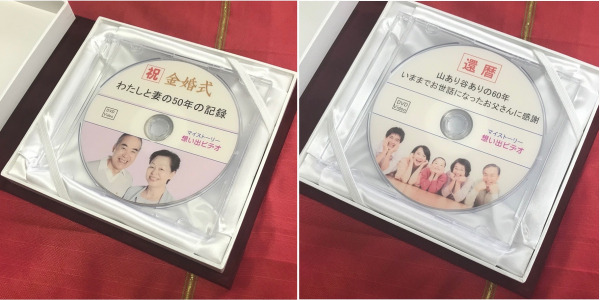 祝 金婚式
わたしと妻の50年の記録
DVD
Video
マイストーリー
想い出ビデオ
還暦
山あり谷ありの60年
いままでお世話になったお父さんに感謝
DVD
Video
マイストーリー
想い出ビデオ